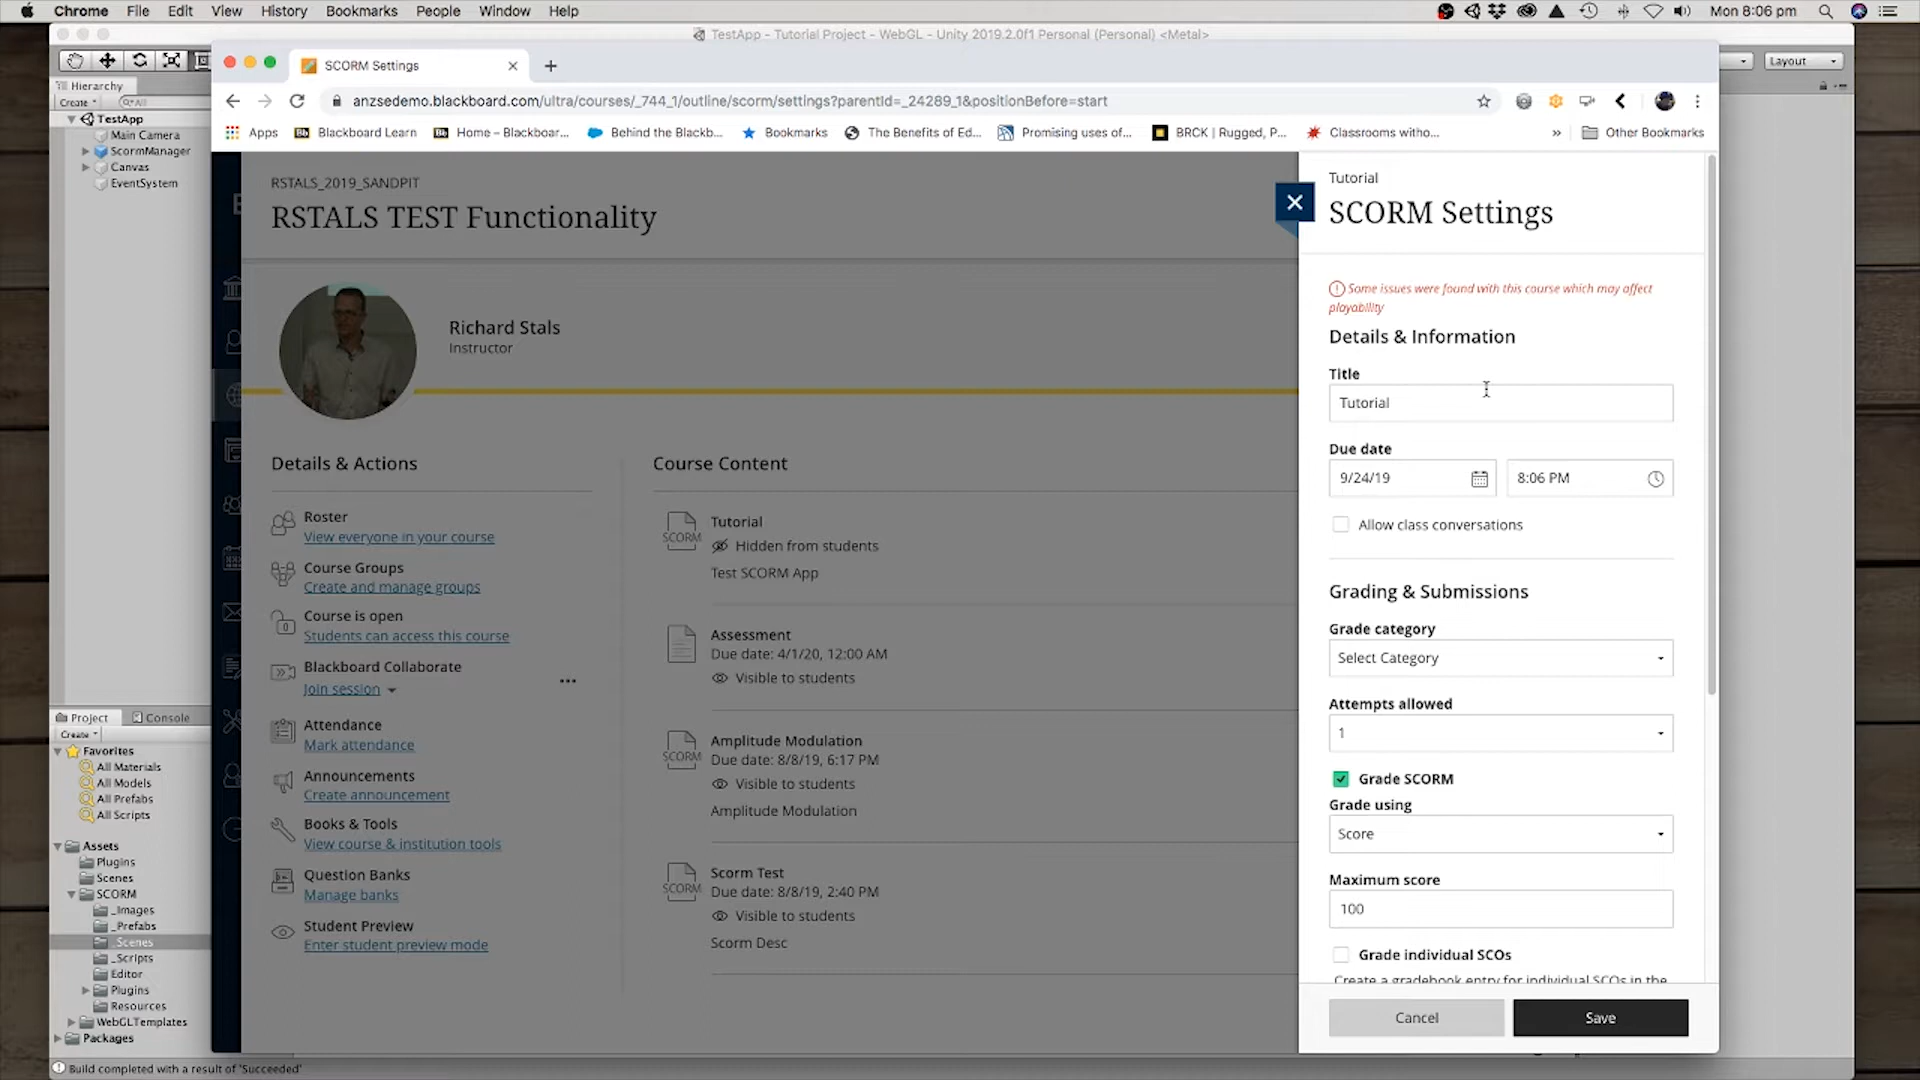 Chrome File Edit View History Bookmarks People Window Help Mon 8:06 pm
TestApp - Tutorial Project - WebGL - Unity 2019.2.0f1 Personal (Personal) <Metal>
Layout
SCORM Settings
Hierarchy
Create All
anzsedemo.blackboard.com/ultra/courses/_744_1/outline/scorm/settings?parentId=_24289_1&positionBefore=start
Apps Blackboard Learn Home – Blackboar... Behind the Blackb... Bookmarks The Benefits of Ed... Promising uses of... BRCK | Rugged, P... Classrooms witho... » Other Bookmarks
TestApp
Main Camera
ScormManager
Canvas
EventSystem
RSTALS_2019_SANDPIT
RSTALS TEST Functionality
Richard Stals
Instructor
Details & Actions
Roster
View everyone in your course
Course Groups
Create and manage groups
Course is open
Students can access this course
Blackboard Collaborate
Join session
Attendance
Mark attendance
Announcements
Create announcement
Books & Tools
View course & institution tools
Question Banks
Manage banks
Student Preview
Enter student preview mode
Course Content
SCORM
Tutorial
Hidden from students
Test SCORM App
Assessment
Due date: 4/1/20, 12:00 AM
Visible to students
SCORM
Amplitude Modulation
Due date: 8/8/19, 6:17 PM
Visible to students
Amplitude Modulation
SCORM
Scorm Test
Due date: 8/8/19, 2:40 PM
Visible to students
Scorm Desc
Tutorial
SCORM Settings
Some issues were found with this course which may affect
playability
Details & Information
Title
Tutorial
Due date
9/24/19 8:06 PM
Allow class conversations
Grading & Submissions
Grade category
Select Category
Attempts allowed
1
Grade SCORM
Grade using
Score
Maximum score
100
Grade individual SCOs
Create a gradebook entry for individual SCOs in the
Cancel Save
Project Console
Create
Favorites
All Materials
All Models
All Prefabs
All Scripts
Assets
Plugins
Scenes
SCORM
_Images
_Prefabs
_Scenes
_Scripts
Editor
Plugins
Resources
WebGLTemplates
Packages
Build completed with a result of 'Succeeded'